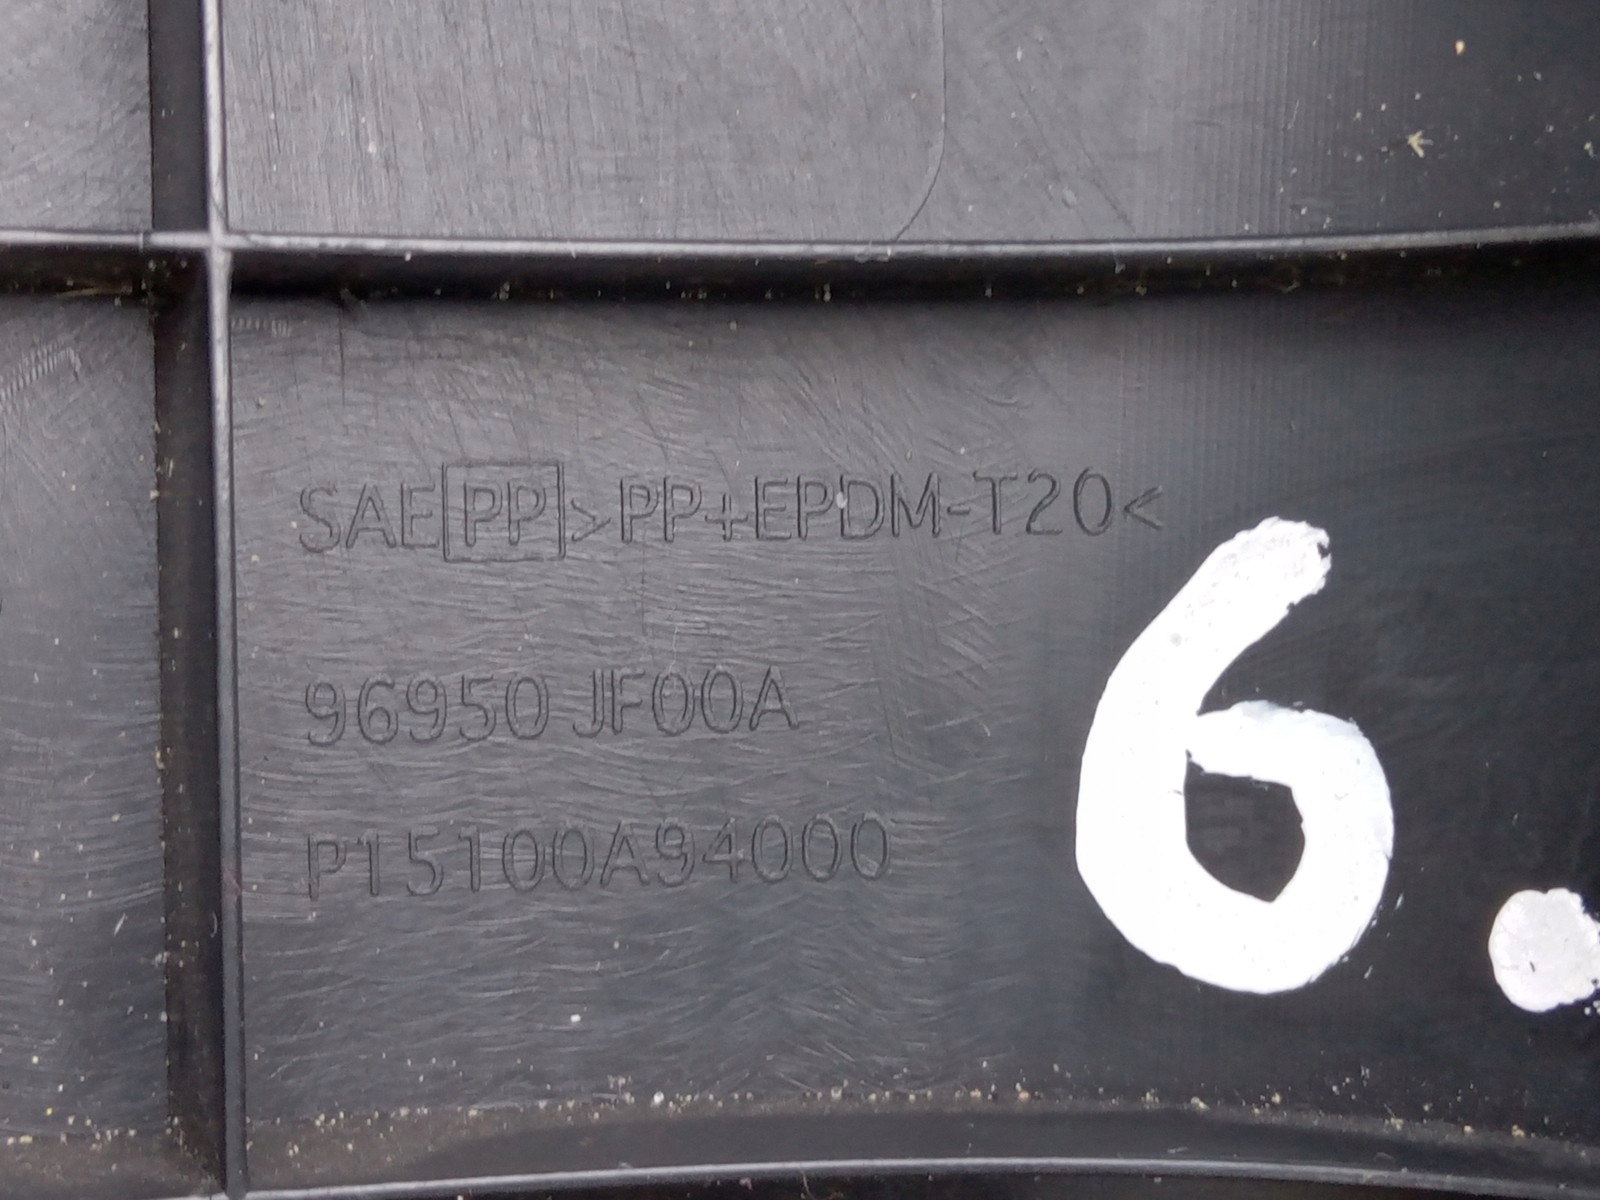 SAE PP >PP+EPDM-T20<
96950 JF00A
P15100A94000
6.